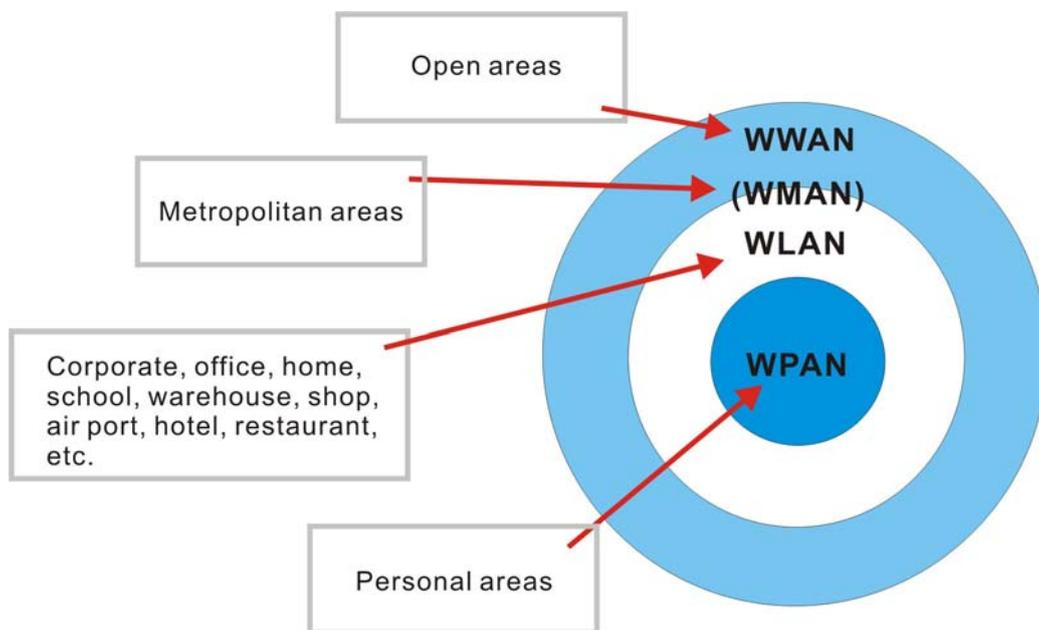 Open areas
WWAN
(WMAN)
Metropolitan areas
WLAN
Corporate, office, home,
school, warehouse, shop,
air port, hotel, restaurant,
etc.
WPAN
Personal areas